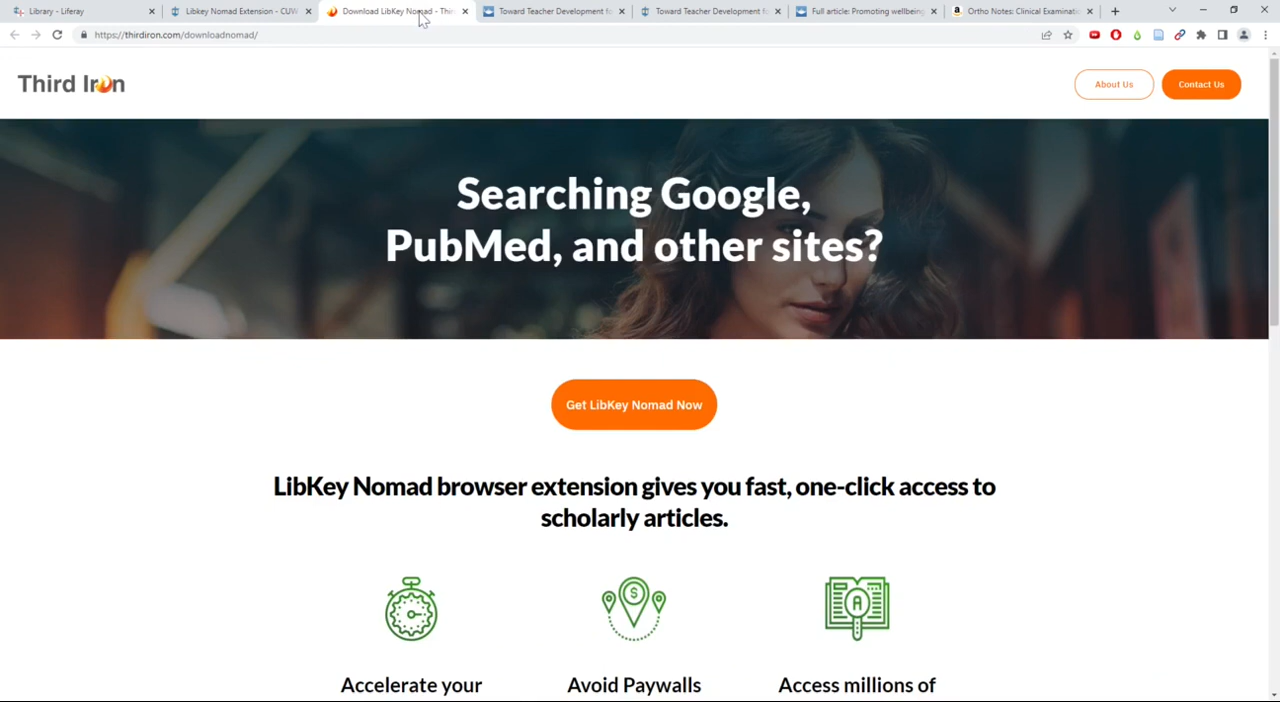 Library - Liferay
Libkey Nomad Extension - CUW
Download LibKey Nomad - Thir
Toward Teacher Development fo
Toward Teacher Development fo
Full article: Promoting wellbeing
Ortho Notes: Clinical Examinati
https://thirdiron.com/downloadnomad/
Third Iron
About Us
Contact Us
Searching Google,
PubMed, and other sites?
Get LibKey Nomad Now
LibKey Nomad browser extension gives you fast, one-click access to
scholarly articles.
Accelerate your
Avoid Paywalls
Access millions of